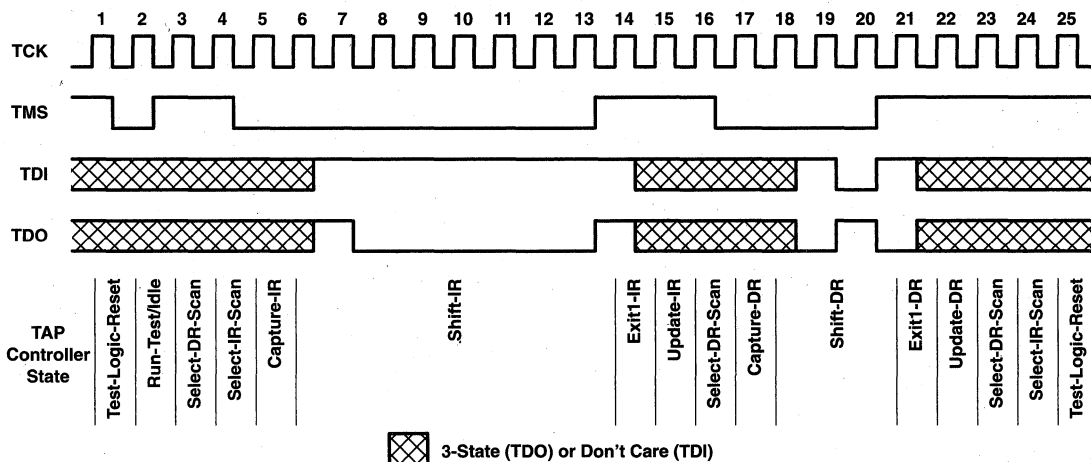 1 2 3 4 5 6 7 8 9 10 11 12 13 14 15 16 17 18 19 20 21 22 23 24 25
TCK
TMS
TDI
TDO
TAP
Controller
State
Test-Logic-Reset
Run-Test/Idle
Select-DR-Scan
Select-IR-Scan
Capture-IR
Shift-IR
Exit1-IR
Update-IR
Select-DR-Scan
Capture-DR
Shift-DR
Exit1-DR
Update-DR
Select-DR-Scan
Select-IR-Scan
Test-Logic-Reset
3-State (TDO) or Don't Care (TDI)